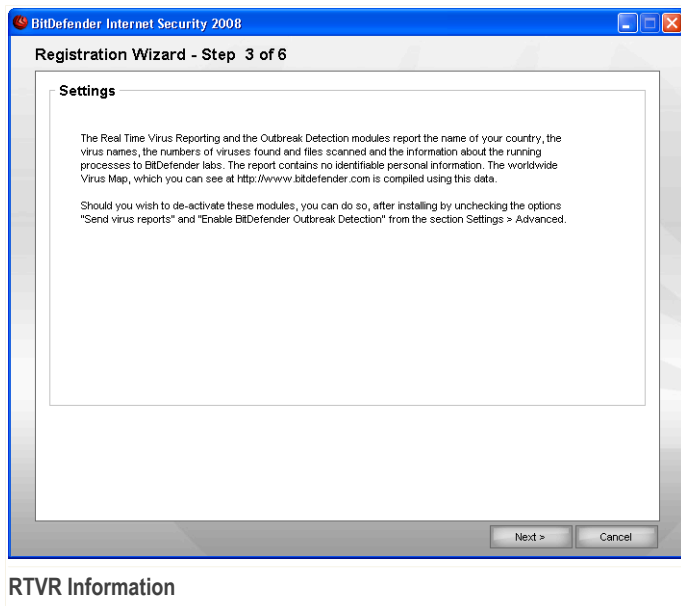 BitDefender Internet Security 2008
Registration Wizard - Step 3 of 6
Settings
The Real Time Virus Reporting and the Outbreak Detection modules report the name of your country, the
virus names, the numbers of viruses found and files scanned and the information about the running
processes to BitDefender labs. The report contains no identifiable personal information. The worldwide
Virus Map, which you can see at http://www.bitdefender.com is compiled using this data.
Should you wish to de-activate these modules, you can do so, after installing by unchecking the options
"Send virus reports" and "Enable BitDefender Outbreak Detection" from the section Settings > Advanced.
Next >
Cancel
RTVR Information